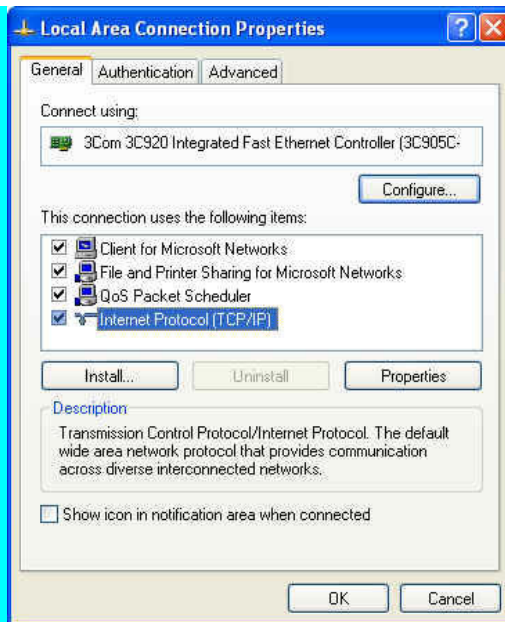 Local Area Connection Properties
General Authentication Advanced
Connect using:
3Com 3C920 Integrated Fast Ethernet Controller (3C905C-
Configure...
This connection uses the following items:
Client for Microsoft Networks
File and Printer Sharing for Microsoft Networks
QoS Packet Scheduler
Internet Protocol (TCP/IP)
Install... Uninstall Properties
Description
Transmission Control Protocol/Internet Protocol. The default
wide area network protocol that provides communication
across diverse interconnected networks.
Show icon in notification area when connected
OK Cancel